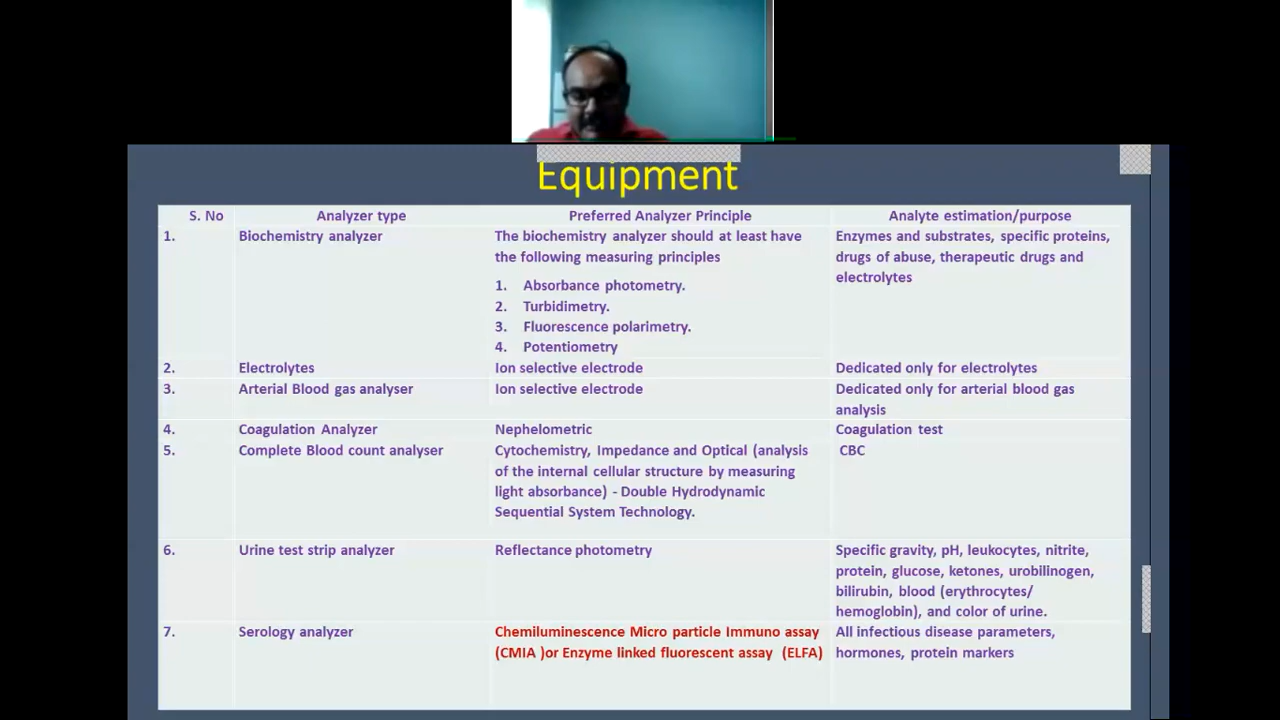 Equipment
S. No Analyzer type Preferred Analyzer Principle Analyte estimation/purpose
1. Biochemistry analyzer The biochemistry analyzer should at least have Enzymes and substrates, specific proteins,
the following measuring principles drugs of abuse, therapeutic drugs and
electrolytes
1. Absorbance photometry.
2. Turbidimetry.
3. Fluorescence polarimetry.
4. Potentiometry
2. Electrolytes Ion selective electrode Dedicated only for electrolytes
3. Arterial Blood gas analyser Ion selective electrode Dedicated only for arterial blood gas
analysis
4. Coagulation Analyzer Nephelometric Coagulation test
5. Complete Blood count analyser Cytochemistry, Impedance and Optical (analysis CBC
of the internal cellular structure by measuring
light absorbance) - Double Hydrodynamic
Sequential System Technology.
6. Urine test strip analyzer Reflectance photometry Specific gravity, pH, leukocytes, nitrite,
protein, glucose, ketones, urobilinogen,
bilirubin, blood (erythrocytes/
hemoglobin), and color of urine.
7. Serology analyzer Chemiluminescence Micro particle Immuno assay All infectious disease parameters,
(CMIA )or Enzyme linked fluorescent assay (ELFA) hormones, protein markers